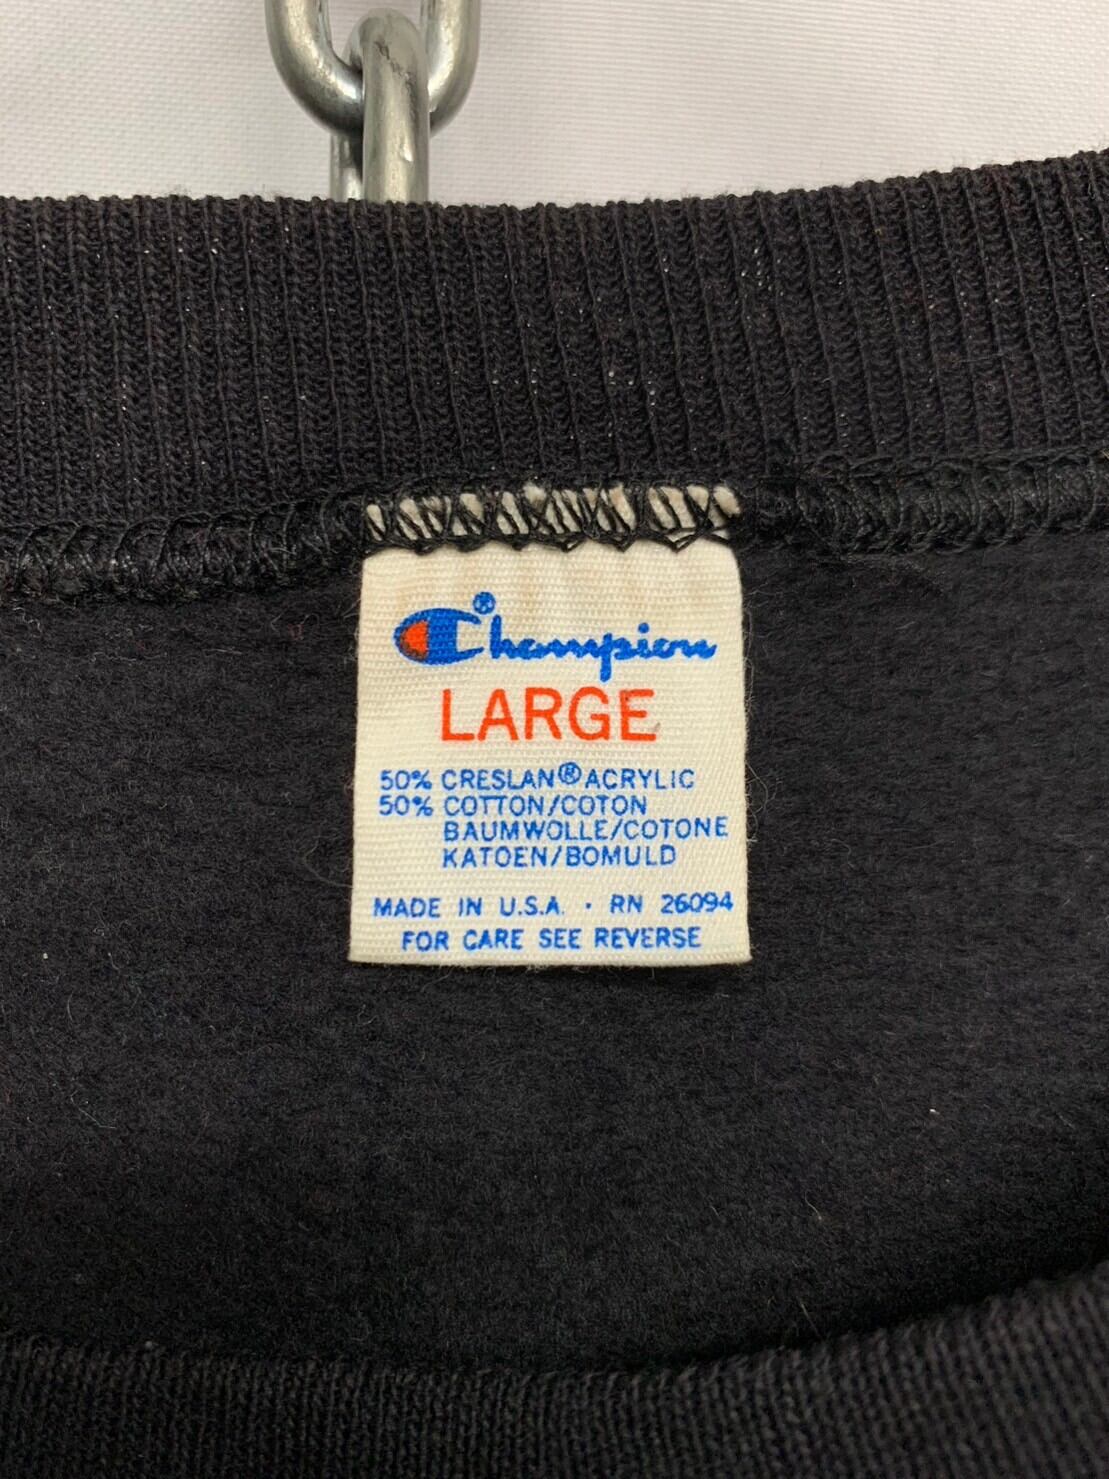 Champion®
LARGE
50% CRESLAN® ACRYLIC
50% COTTON/COTON
BAUMWOLLE/COTONE
KATOEN/BOMULD
MADE IN U.S.A. · RN 26094
FOR CARE SEE REVERSE